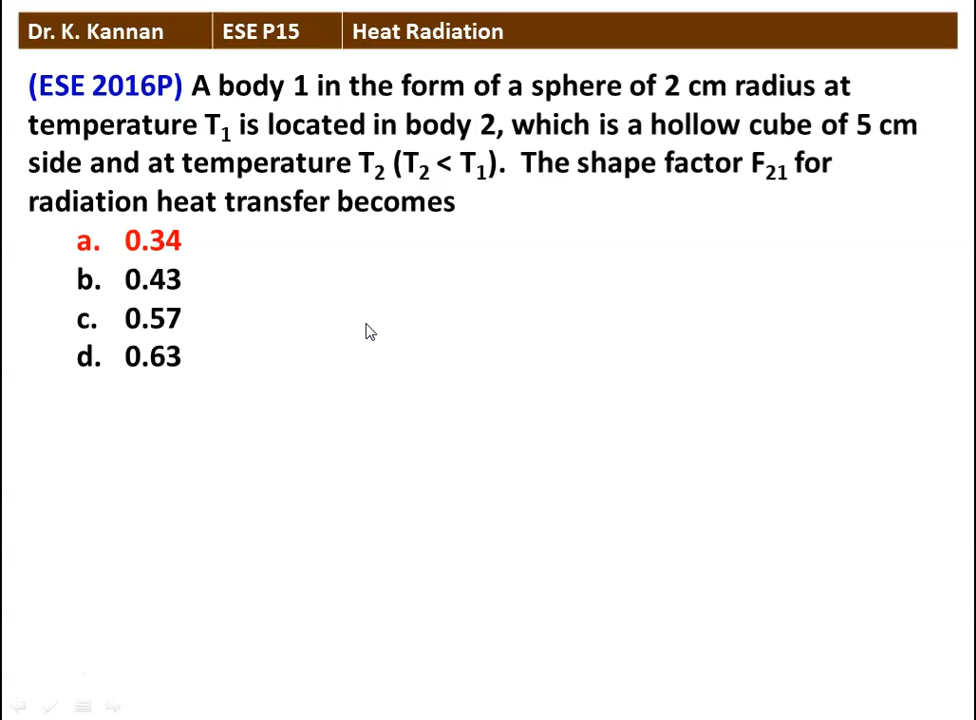 Dr. K. Kannan ESE P15 Heat Radiation
(ESE 2016P) A body 1 in the form of a sphere of 2 cm radius at
temperature T₁ is located in body 2, which is a hollow cube of 5 cm
side and at temperature T₂ (T₂ < T₁). The shape factor F₂₁ for
radiation heat transfer becomes
a. 0.34
b. 0.43
c. 0.57
d. 0.63